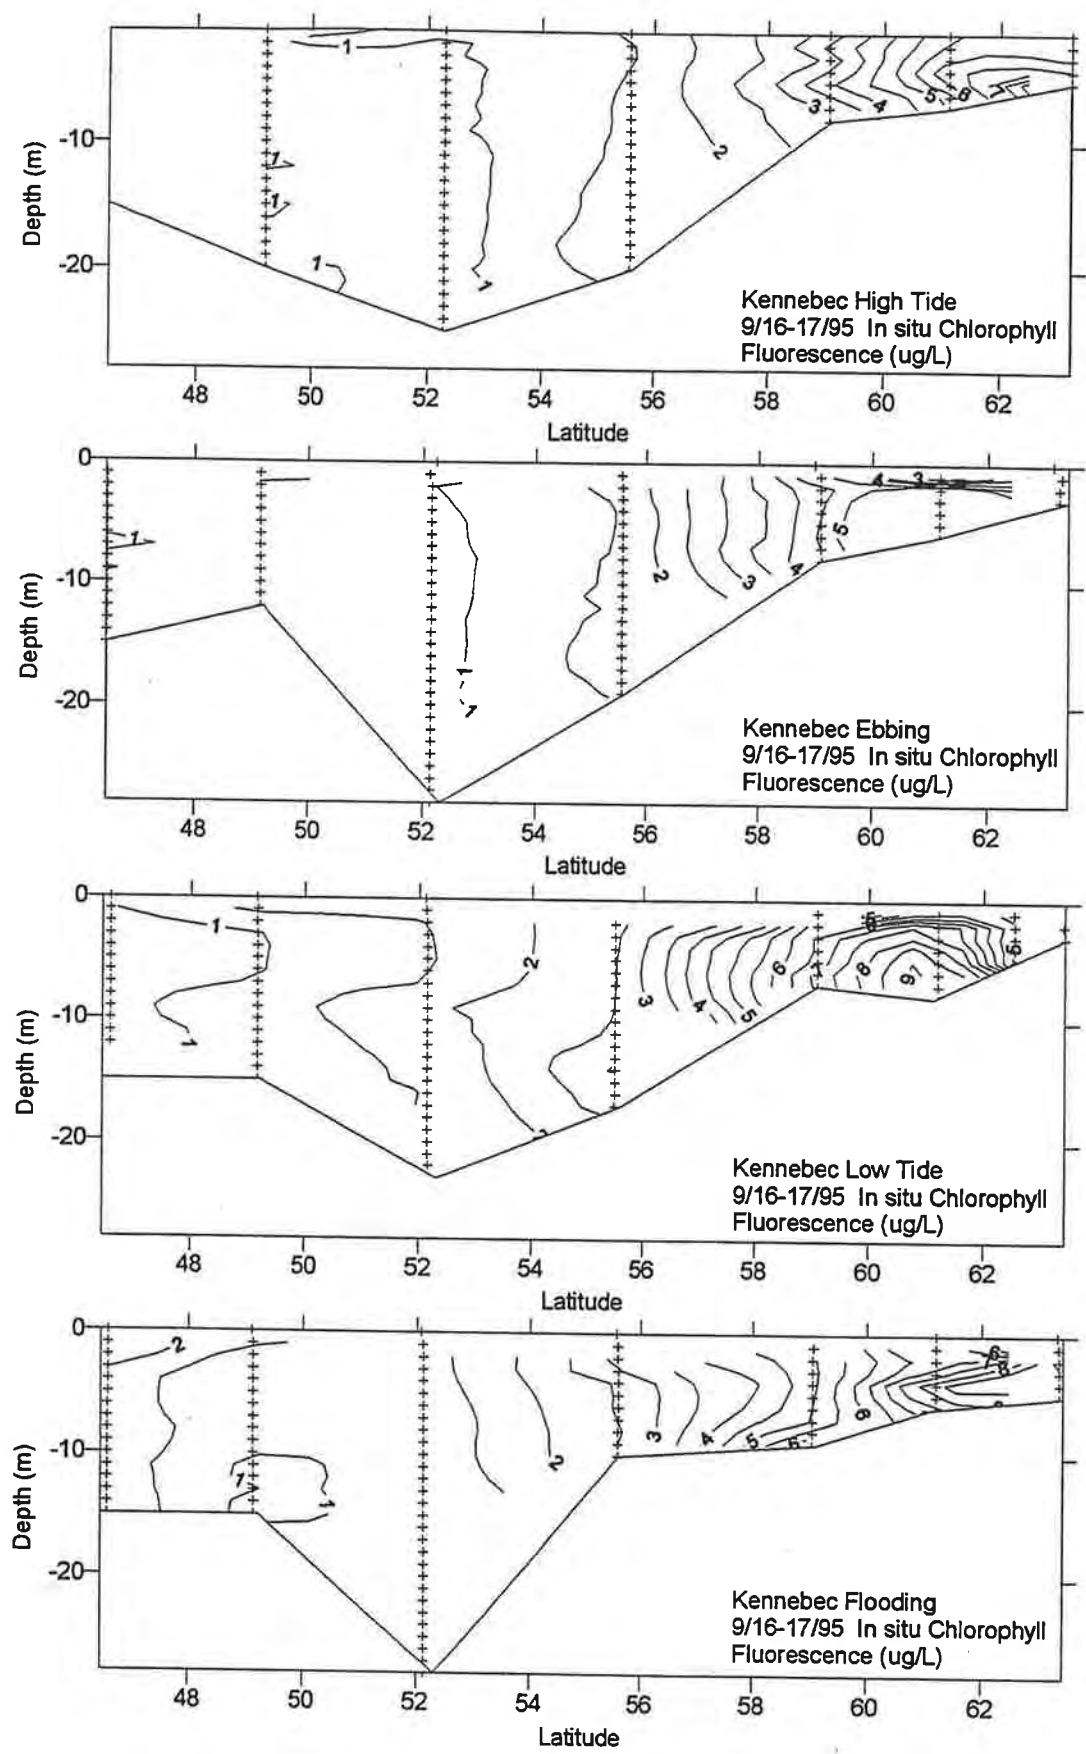 1
2
3
4
5
6
7
1
1
1
1
-10
-20
Depth (m)
Kennebec High Tide
9/16-17/95 In situ Chlorophyll
Fluorescence (ug/L)
48 50 52 54 56 58 60 62
Latitude
0
-10
-20
Depth (m)
1
1
1
2
3
4
5
4
3
Kennebec Ebbing
9/16-17/95 In situ Chlorophyll
Fluorescence (ug/L)
48 50 52 54 56 58 60 62
Latitude
0
-10
-20
Depth (m)
1
1
2
3
4
5
6
8
9
5
Kennebec Low Tide
9/16-17/95 In situ Chlorophyll
Fluorescence (ug/L)
48 50 52 54 56 58 60 62
Latitude
0
-10
-20
Depth (m)
2
1
1
2
3
4
5
6
6
8
Kennebec Flooding
9/16-17/95 In situ Chlorophyll
Fluorescence (ug/L)
48 50 52 54 56 58 60 62
Latitude